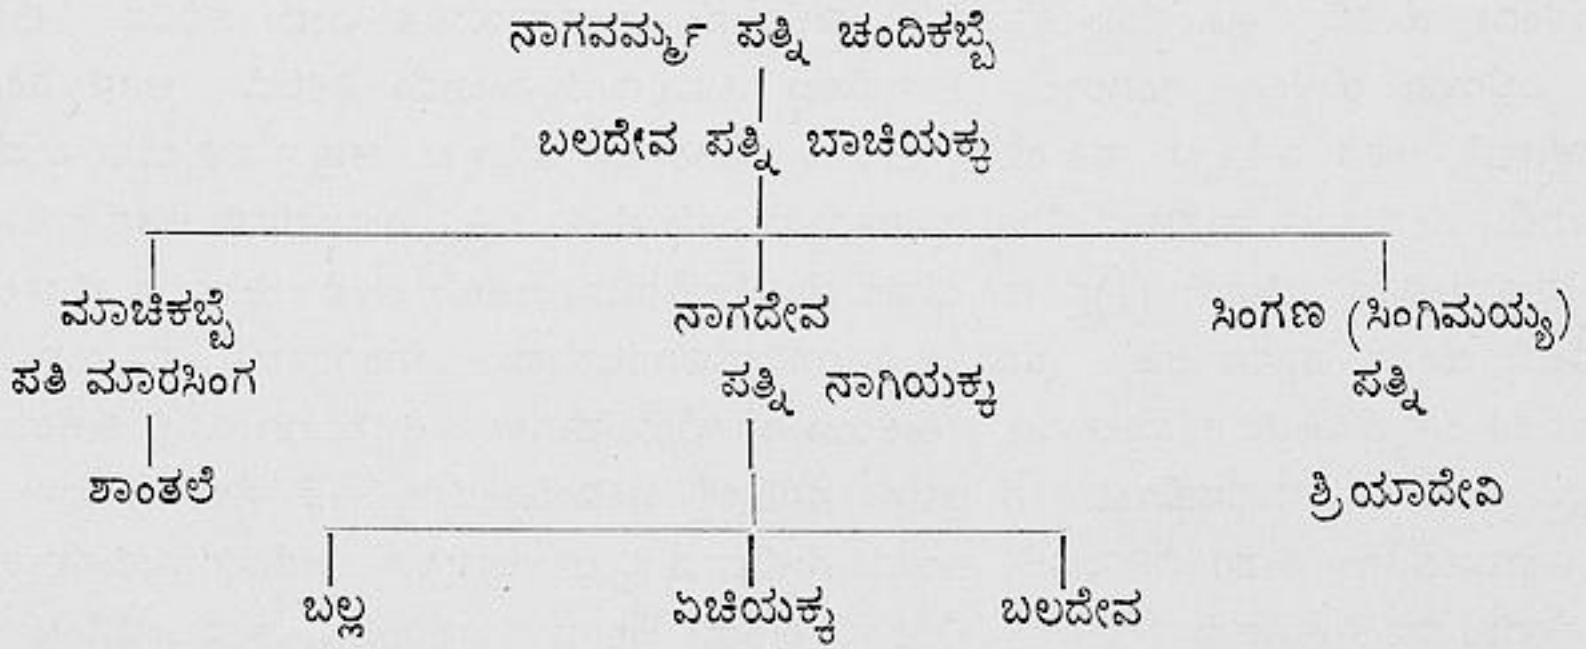 ನಾಗವರ್ಮ್ಮ ಪತ್ನಿ ಚಂದಿಕಬ್ಬೆ
ಬಲದೇವ ಪತ್ನಿ ಬಾಚಿಯಕ್ಕ
ಮಾಚಿಕಬ್ಬೆ ನಾಗದೇವ ಸಿಂಗಣ (ಸಿಂಗಿಮಯ್ಯ)
ಪತಿ ಮಾರಸಿಂಗ ಪತ್ನಿ ನಾಗಿಯಕ್ಕ ಪತ್ನಿ
ಶಾಂತಲೆ ಶ್ರಿಯಾದೇವಿ
ಬಲ್ಲ ಏಚಿಯಕ್ಕ ಬಲದೇವ